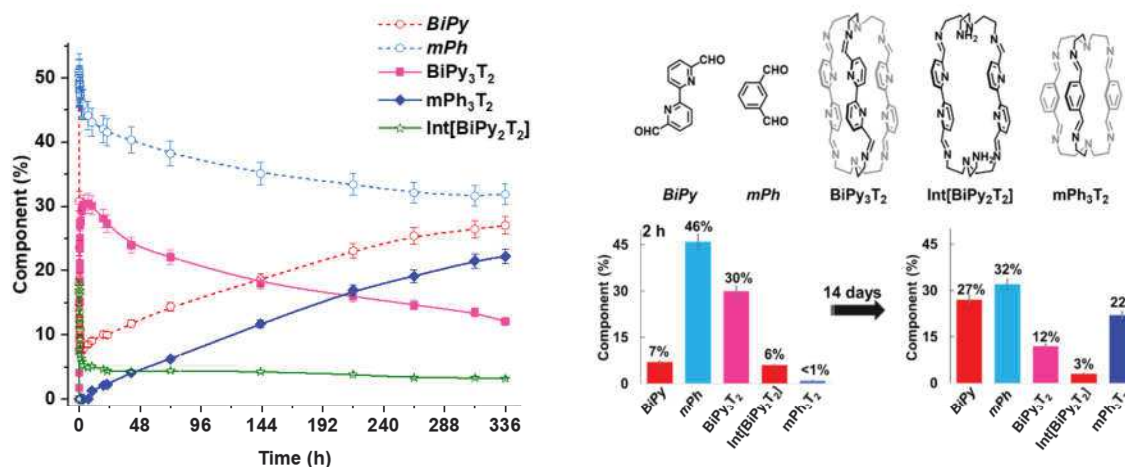 BiPy
mPh
BiPy₃T₂
mPh₃T₂
Int[BiPy₂T₂]
50
40
30
20
10
0
Component (%)
0 48 96 144 192 240 288 336
Time (h)
CHO
N
N
OHC
CHO
CHO
NH₂
NH₂
BiPy
mPh
BiPy₃T₂
Int[BiPy₂T₂]
mPh₃T₂
2 h
45
30
15
0
Component (%)
7%
46%
30%
6%
<1%
BiPy
mPh
BiPy₃T₂
Int[BiPy₂T₂]
mPh₃T₂
14 days
45
30
15
0
Component (%)
27%
32%
12%
3%
22
BiPy
mPh
BiPy₃T₂
Int[BiPy₂T₂]
mPh₃T₂